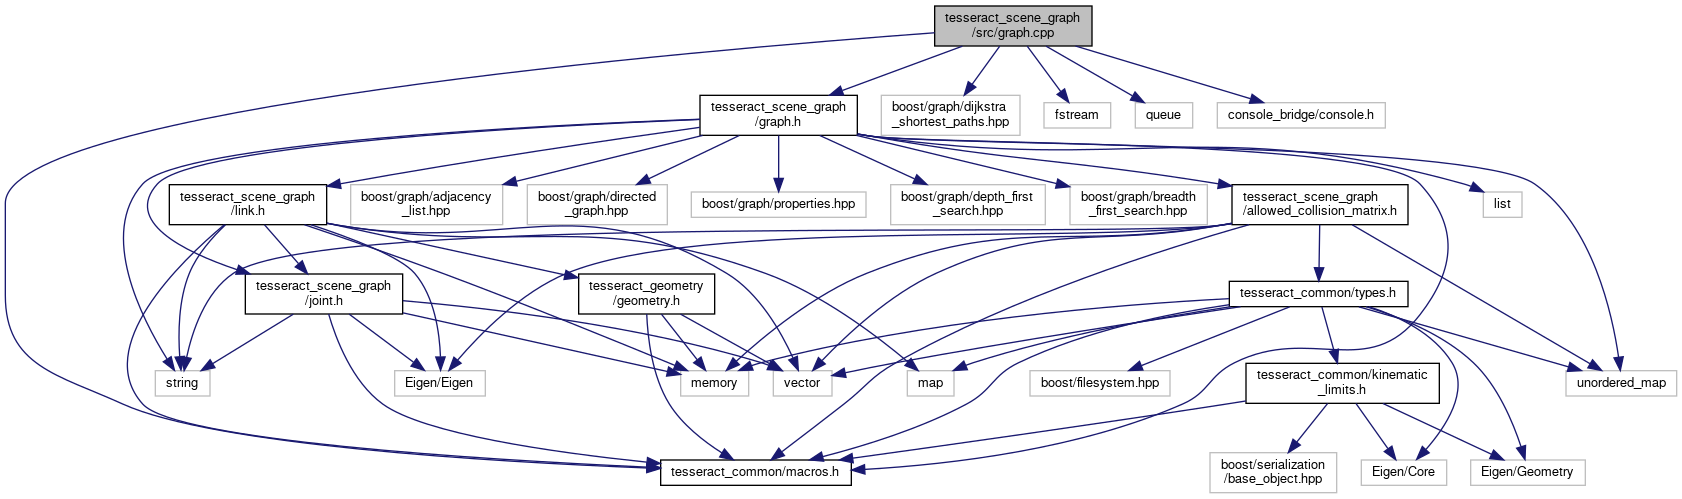 tesseract_scene_graph
/src/graph.cpp
tesseract_scene_graph
/graph.h
boost/graph/dijkstra
_shortest_paths.hpp
fstream
queue
console_bridge/console.h
tesseract_scene_graph
/link.h
boost/graph/adjacency
_list.hpp
boost/graph/directed
_graph.hpp
boost/graph/properties.hpp
boost/graph/depth_first
_search.hpp
boost/graph/breadth
_first_search.hpp
tesseract_scene_graph
/allowed_collision_matrix.h
list
tesseract_scene_graph
/joint.h
tesseract_geometry
/geometry.h
tesseract_common/types.h
string
Eigen/Eigen
memory
vector
map
boost/filesystem.hpp
tesseract_common/kinematic
_limits.h
unordered_map
tesseract_common/macros.h
boost/serialization
/base_object.hpp
Eigen/Core
Eigen/Geometry